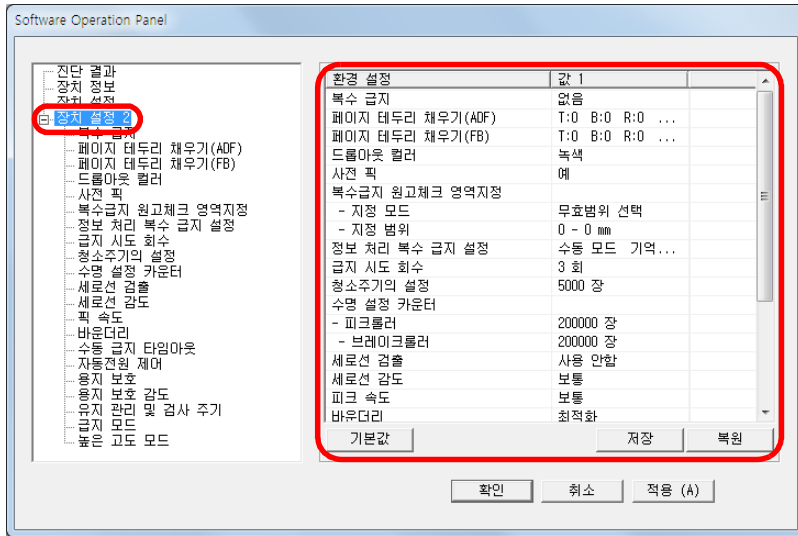 Software Operation Panel
진단 결과
장치 정보
장치 설정
장치 설정 2
복수 급지
페이지 테두리 채우기(ADF)
페이지 테두리 채우기(FB)
드롭아웃 컬러
사전 픽
복수급지 원고체크 영역지정
정보 처리 복수 급지 설정
급지 시도 회수
청소주기의 설정
수명 설정 카운터
세로선 검출
세로선 감도
픽 속도
바운더리
수동 급지 타임아웃
자동전원 제어
용지 보호
용지 보호 감도
유지 관리 및 검사 주기
급지 모드
높은 고도 모드
환경 설정 값 1
복수 급지 없음
페이지 테두리 채우기(ADF) T:0 B:0 R:0 ...
페이지 테두리 채우기(FB) T:0 B:0 R:0 ...
드롭아웃 컬러 녹색
사전 픽 예
복수급지 원고체크 영역지정
- 지정 모드 무효범위 선택
- 지정 범위 0 - 0 mm
정보 처리 복수 급지 설정 수동 모드 기억...
급지 시도 회수 3 회
청소주기의 설정 5000 장
수명 설정 카운터
- 피크롤러 200000 장
- 브레이크롤러 200000 장
세로선 검출 사용 안함
세로선 감도 보통
피크 속도 보통
바운더리 최적화
기본값 저장 복원
확인 취소 적용 (A)